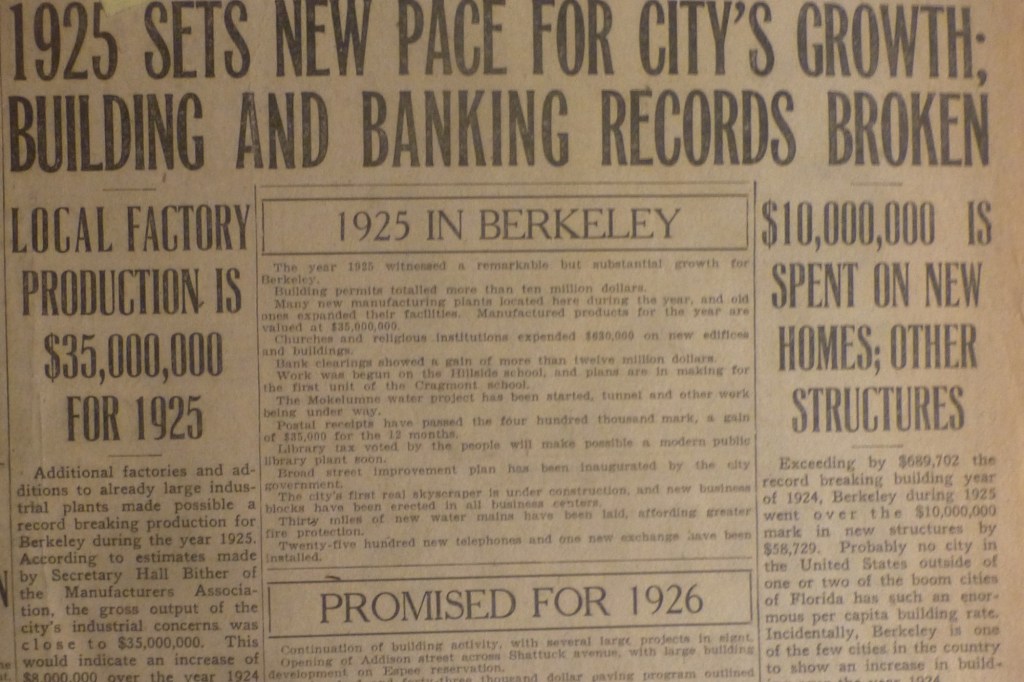 1925 SETS NEW PACE FOR CITY'S GROWTH;
BUILDING AND BANKING RECORDS BROKEN
LOCAL FACTORY
PRODUCTION IS
$35,000,000
FOR 1925
Additional factories and ad-
ditions to already large indus-
trial plants made possible a
record breaking production for
Berkeley during the year 1925.
According to estimates made
by Secretary Hall Bither of
the Manufacturers Associa-
tion, the gross output of the
city's industrial concerns was
close to $35,000,000. This
would indicate an increase of
$8,000,000 over the year 1924
1925 IN BERKELEY
The year 1925 witnessed a remarkable but substantial growth for
Berkeley.
Building permits totalled more than ten million dollars.
Many new manufacturing plants located here during the year, and old
ones expanded their facilities. Manufactured products for the year are
valued at $35,000,000.
Churches and religious institutions expended $630,000 on new edifices
and buildings.
Bank clearings showed a gain of more than twelve million dollars.
Work was begun on the Hillside school, and plans are in making for
the first unit of the Cragmont school.
The Mokelumne water project has been started, tunnel and other work
being under way.
Postal receipts have passed the four hundred thousand mark, a gain
of $35,000 for the 12 months.
Library tax voted by the people will make possible a modern public
library plant soon.
Broad street improvement plan has been inaugurated by the city
government.
The city's first real skyscraper is under construction, and new business
blocks have been erected in all business centers.
Thirty miles of new water mains have been laid, affording greater
fire protection.
Twenty-five hundred new telephones and one new exchange have been
installed.
PROMISED FOR 1926
Continuation of building activity, with several large projects in sight.
Opening of Addison street across Shattuck avenue, with large building
development on Espee reservation.
forty-three thousand dollar paving program outlined
$10,000,000 IS
SPENT ON NEW
HOMES; OTHER
STRUCTURES
Exceeding by $689,702 the
record breaking building year
of 1924, Berkeley during 1925
went over the $10,000,000
mark in new structures by
$58,729. Probably no city in
the United States outside of
one or two of the boom cities
of Florida has such an enor-
mous per capita building rate.
Incidentally, Berkeley is one
of the few cities in the country
to show an increase in build-
over the year 1924